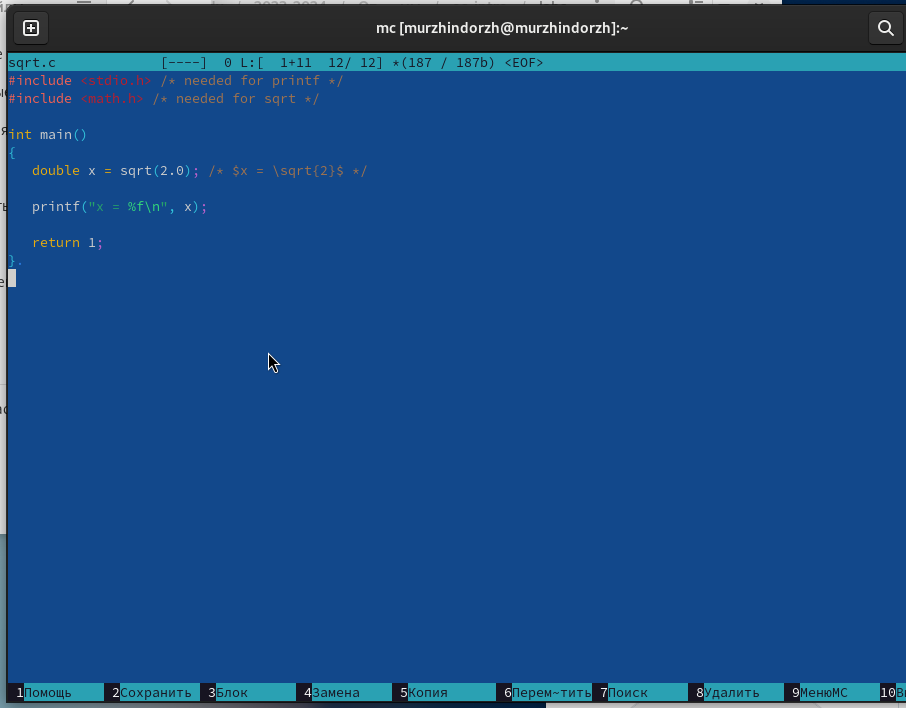 mc [murzhindorzh@murzhindorzh]:~
sqrt.c [----] 0 L:[ 1+11 12/ 12] *(187 / 187b) <EOF>
#include <stdio.h> /* needed for printf */
#include <math.h> /* needed for sqrt */
int main()
{
double x = sqrt(2.0); /* $x = \sqrt{2}$ */
printf("x = %f\n", x);
return 1;
}.
1Помощь 2Сохранить 3Блок 4Замена 5Копия 6Перем~тить 7Поиск 8Удалить 9МенюMC 10